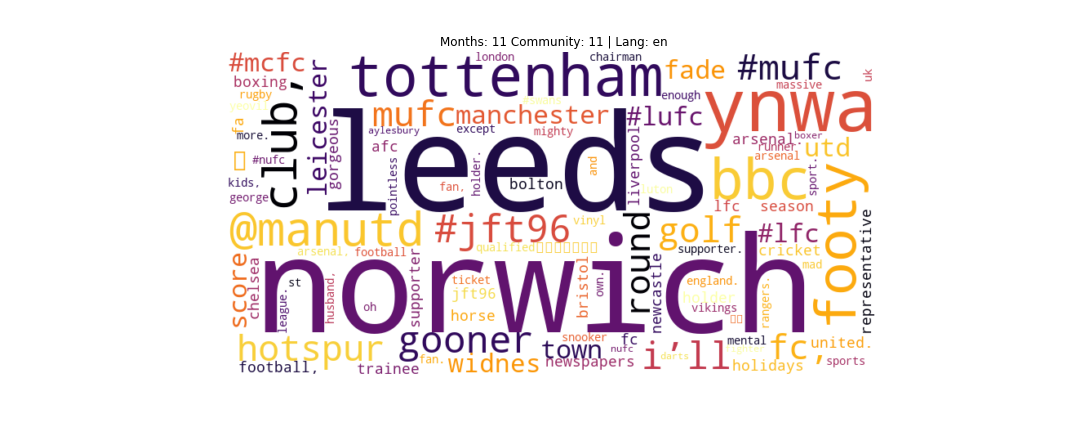 Months: 11 Community: 11 | Lang: en
#mcfc
london
chairman
tottenham
fade
#mufc
uk
boxing
rugby
club,
leicester
enough
massive
ynwa
mufc
manchester
#lufc
fa
more.
aylesbury
except
mighty
arsenal.
boxer
runner
arsenal
utd
#nufc
gorgeous
afc
leeds
liverpool
kids,
george
pointless
fan,
holder.
bolton
and
luton
bbc
sport.
lfc
season
footy
@manutd
#jft96
vinyl
round
golf
#lfc
representative
score
chelsea
arsenal,
football
supporter
qualified
supporter.
cricket
norwich
st
league.
husband,
oh
ticket
jft96
horse
bristol
own.
newcastle
england.
holder
vikings
rangers.
mad
hotspur
gooner
snooker
nufc
fc
town
mental
i'll
darts
fc,
united.
football,
trainee
fan.
widnes
newspapers
holidays
sports